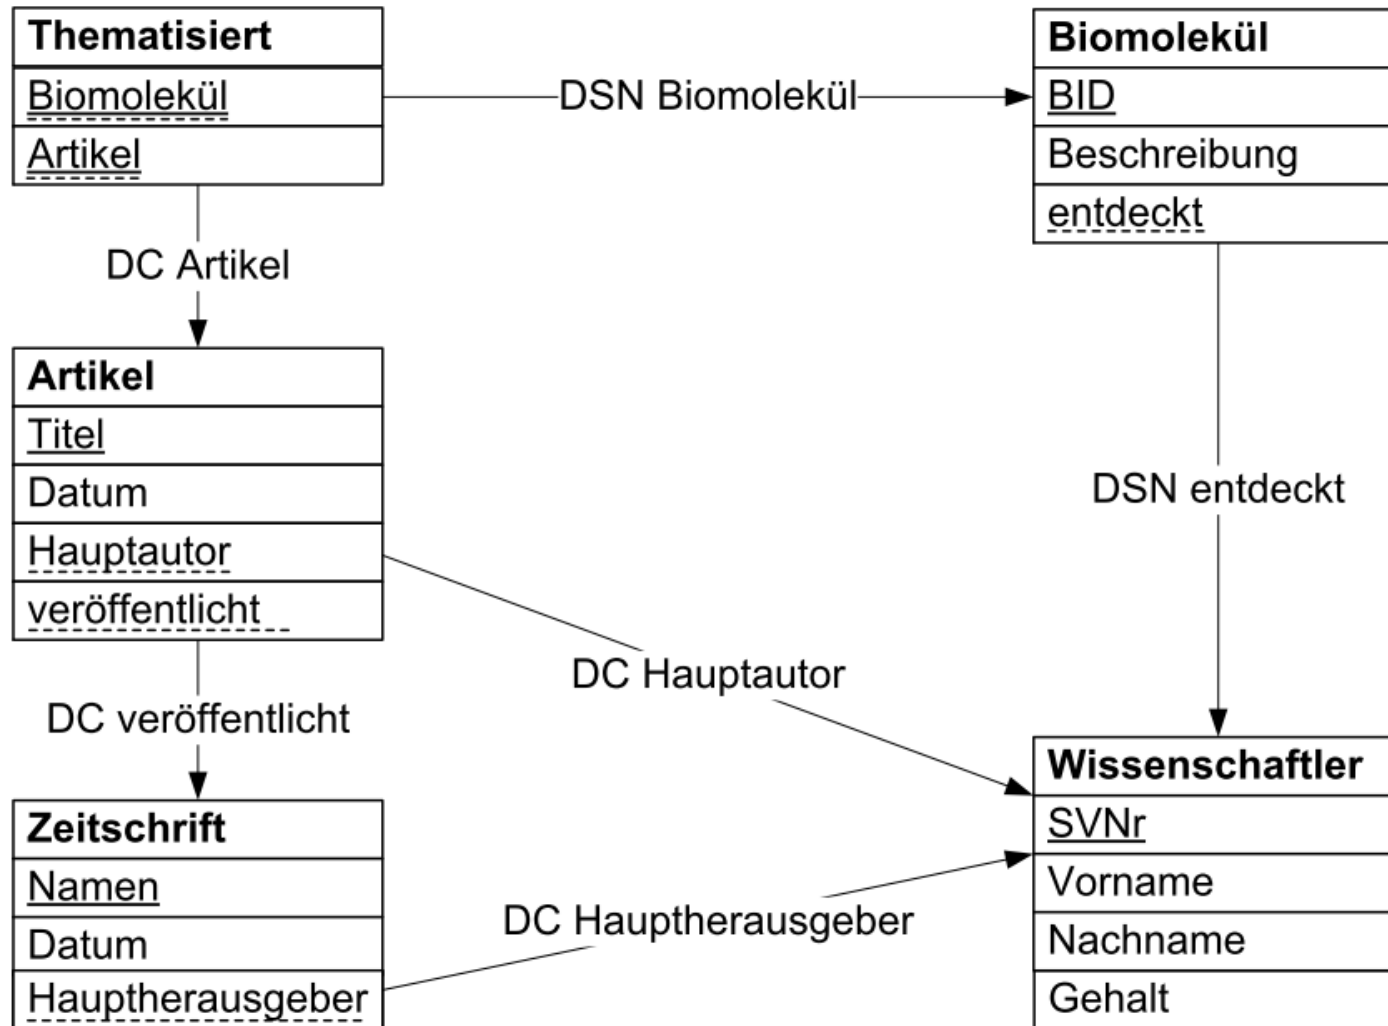 Thematisiert
Biomolekül
Artikel
DSN Biomolekül
Biomolekül
BID
Beschreibung
entdeckt
DC Artikel
Artikel
Titel
Datum
Hauptautor
veröffentlicht
DSN entdeckt
DC Hauptautor
DC veröffentlicht
Zeitschrift
Namen
Datum
Hauptherausgeber
DC Hauptherausgeber
Wissenschaftler
SVNr
Vorname
Nachname
Gehalt